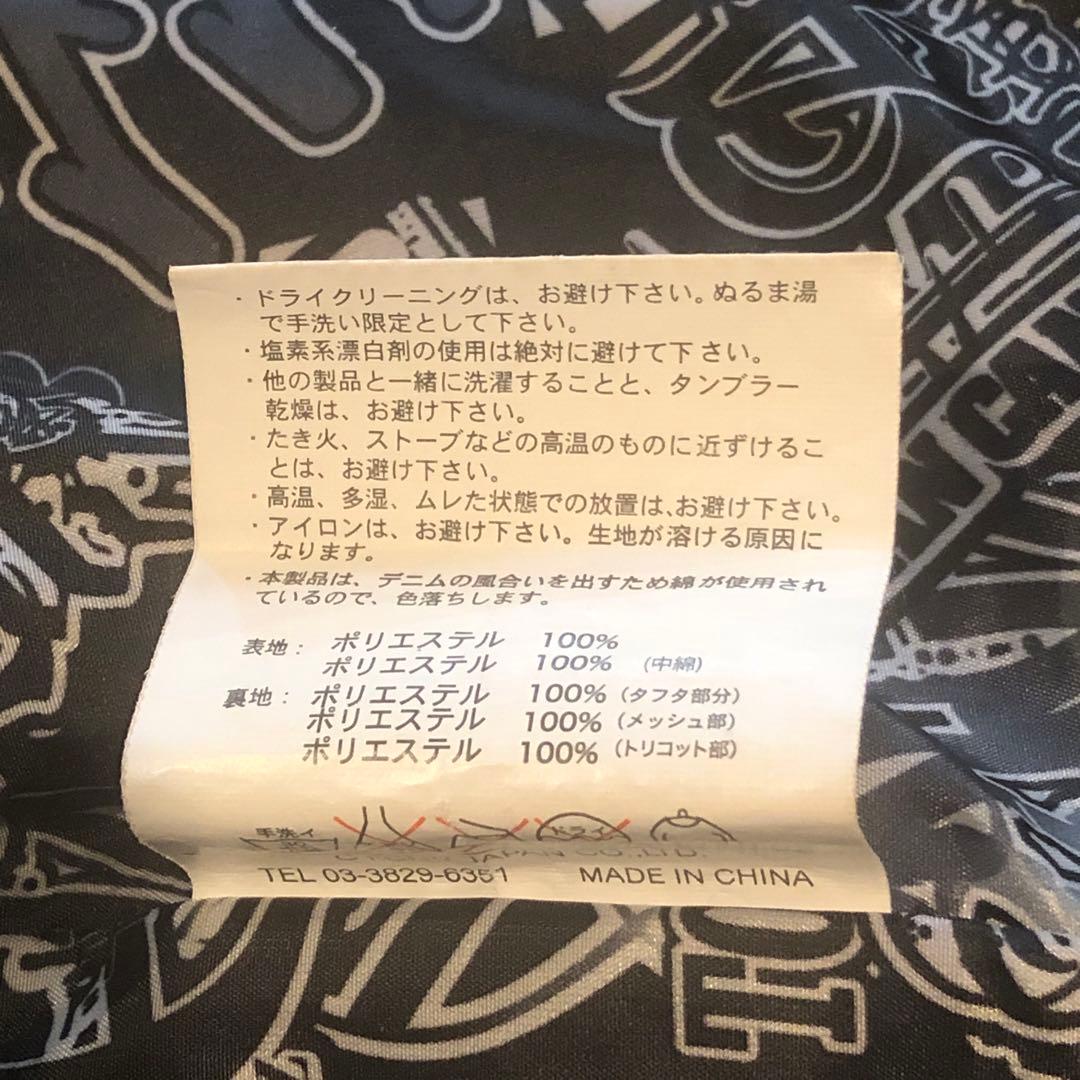 ・ドライクリーニングは、お避け下さい。ぬるま湯
で手洗い限定として下さい。
・塩素系漂白剤の使用は絶対に避けて下さい。
・他の製品と一緒に洗濯することと、タンブラー
乾燥は、お避け下さい。
・たき火、ストーブなどの高温のものに近ずけるこ
とは、お避け下さい。
・高温、多湿、ムレた状態での放置は、お避け下さい。
・アイロンは、お避け下さい。生地が溶ける原因に
なります。
・本製品は、デニムの風合いを出すため綿が使用され
ているので、色落ちします。
表地： ポリエステル 100%
ポリエステル 100% (中綿)
裏地： ポリエステル 100% (タフタ部分)
ポリエステル 100% (メッシュ部)
ポリエステル 100% (トリコット部)
手洗イ ドライ
JAPAN CO.,LTD.
TEL 03-3829-6351 MADE IN CHINA